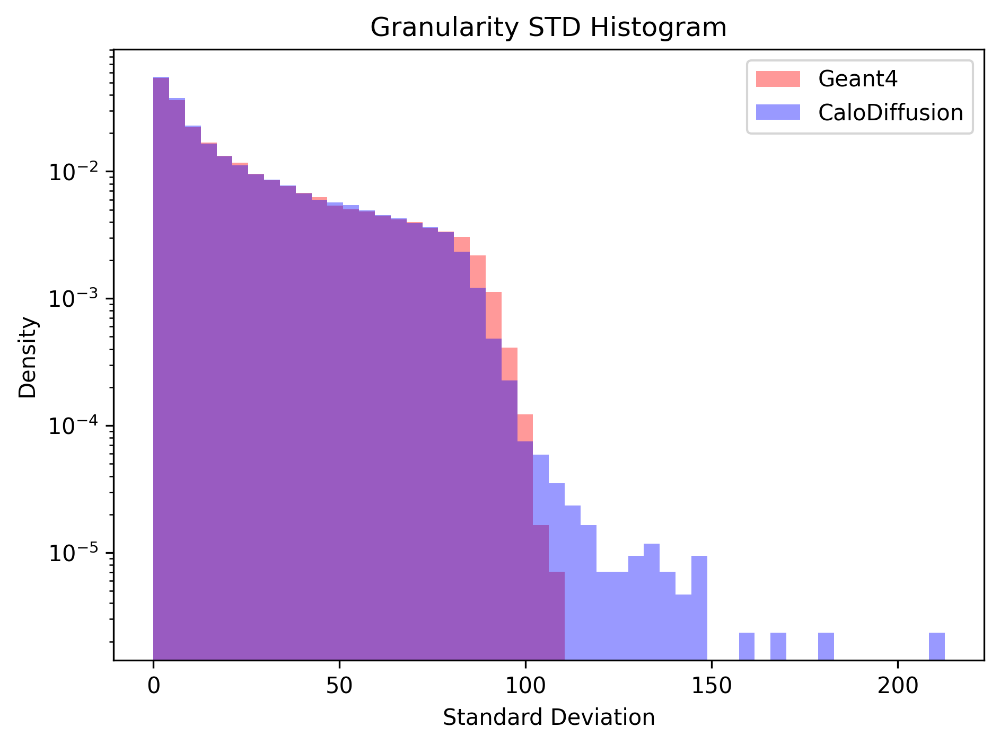 Granularity STD Histogram
Geant4
CaloDiffusion
Density
10⁻²
10⁻³
10⁻⁴
10⁻⁵
0 50 100 150 200
Standard Deviation